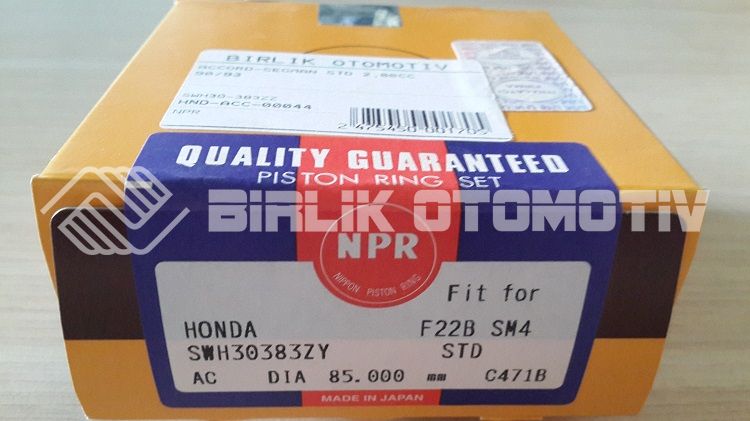 BIRLIK OTOMOTIV
ACCORD-SEGMAN STD 2,00CC
90/93
SWH30-383ZZ
HND-ACC-00044
NPR
QUALITY GUARANTEED
PISTON RING SET
BIRLIK OTOMOTIV
NPR
NIPPON PISTON RING
Fit for
HONDA F22B SM4
SWH30383ZY STD
AC DIA 85.000 mm C471B
MADE IN JAPAN